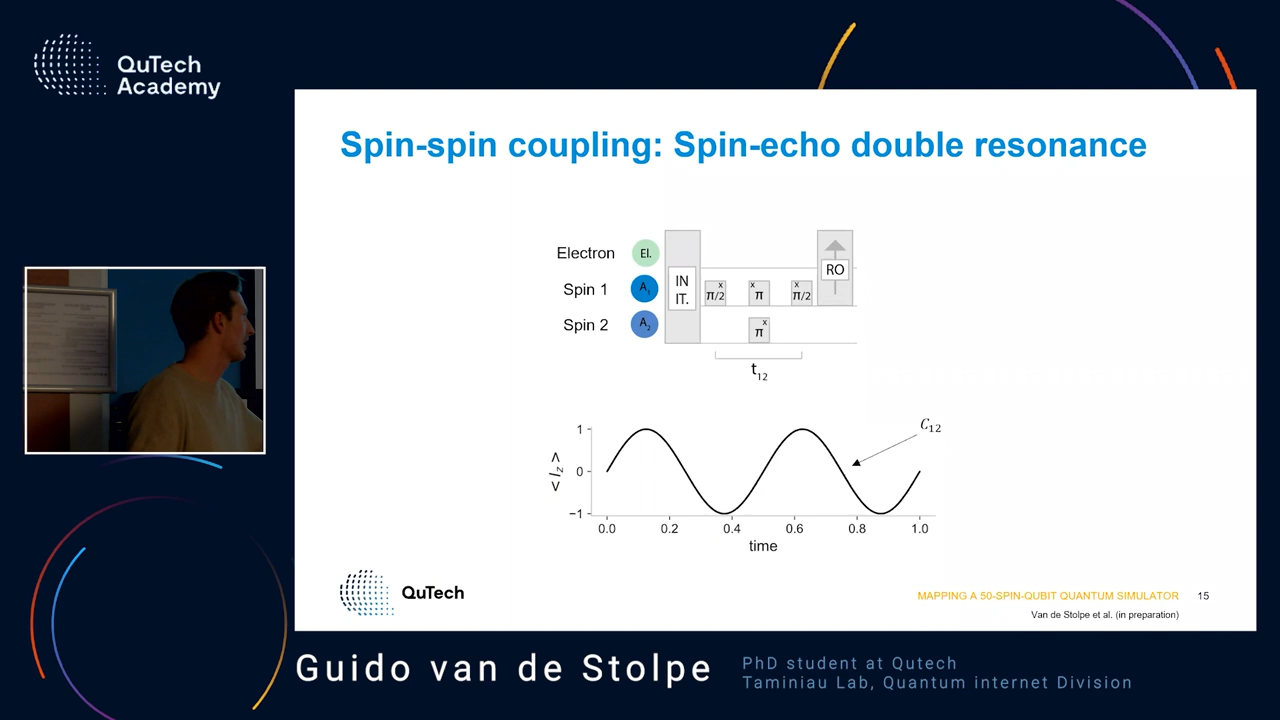 QuTech
Academy
Spin-spin coupling: Spin-echo double resonance
Electron El.
Spin 1 A1
Spin 2 A2
IN
IT.
π/2 x
π x
π/2 x
RO
π x
t12
C12
< Iz >
1
0
−1
0.0 0.2 0.4 0.6 0.8 1.0
time
QuTech
MAPPING A 50-SPIN-QUBIT QUANTUM SIMULATOR 15
Van de Stolpe et al. (in preparation)
Guido van de Stolpe
PhD student at Qutech
Taminiau Lab, Quantum internet Division